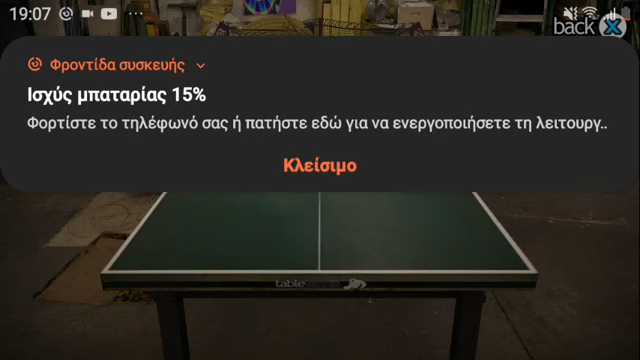 19:07
back X
Φροντίδα συσκευής
Ισχύς μπαταρίας 15%
Φορτίστε το τηλέφωνό σας ή πατήστε εδώ για να ενεργοποιήσετε τη λειτουργ..
Κλείσιμο
table